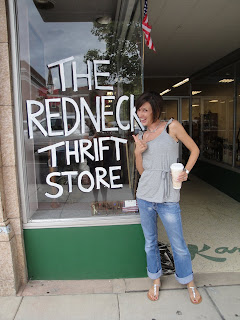 THE
REDNECK
THRIFT
STORE